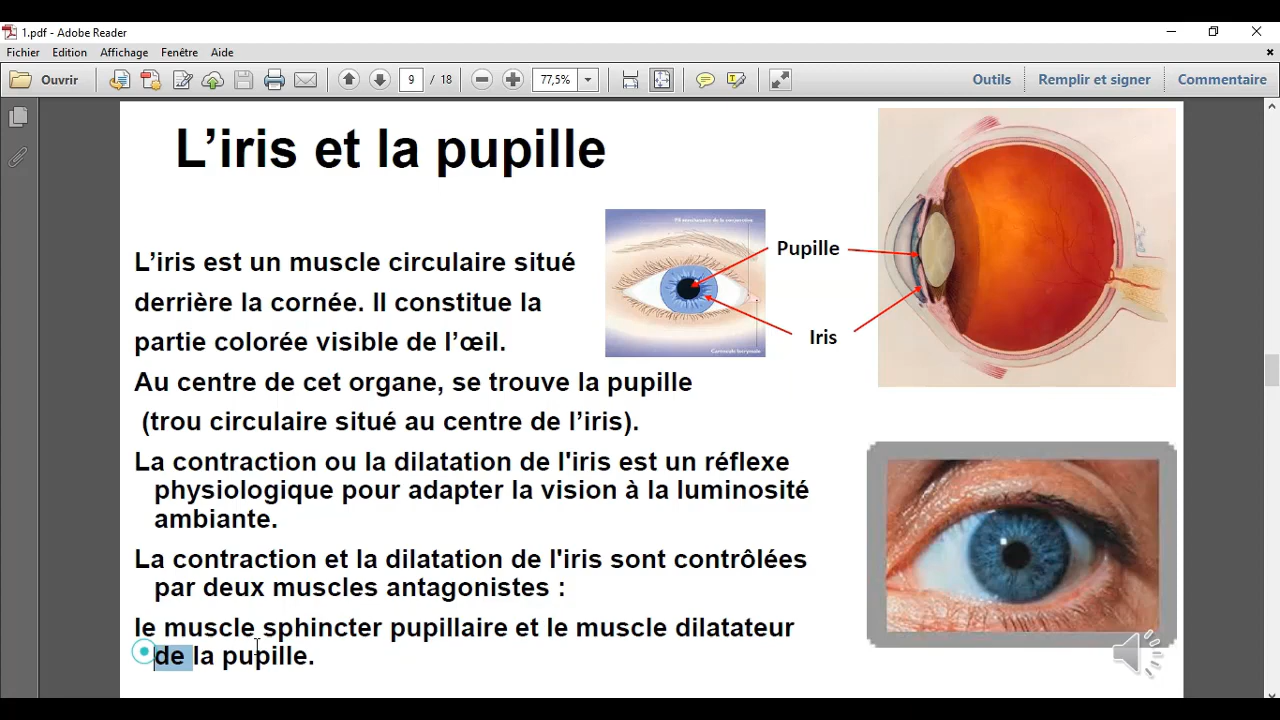 1.pdf - Adobe Reader
Fichier Edition Affichage Fenêtre Aide
Ouvrir 9 / 18 77,5% Outils Remplir et signer Commentaire
L’iris et la pupille
L’iris est un muscle circulaire situé
derrière la cornée. Il constitue la
partie colorée visible de l’œil.
Au centre de cet organe, se trouve la pupille
(trou circulaire situé au centre de l’iris).
La contraction ou la dilatation de l'iris est un réflexe
physiologique pour adapter la vision à la luminosité
ambiante.
La contraction et la dilatation de l'iris sont contrôlées
par deux muscles antagonistes :
le muscle sphincter pupillaire et le muscle dilatateur
de la pupille.
Pupille
Iris